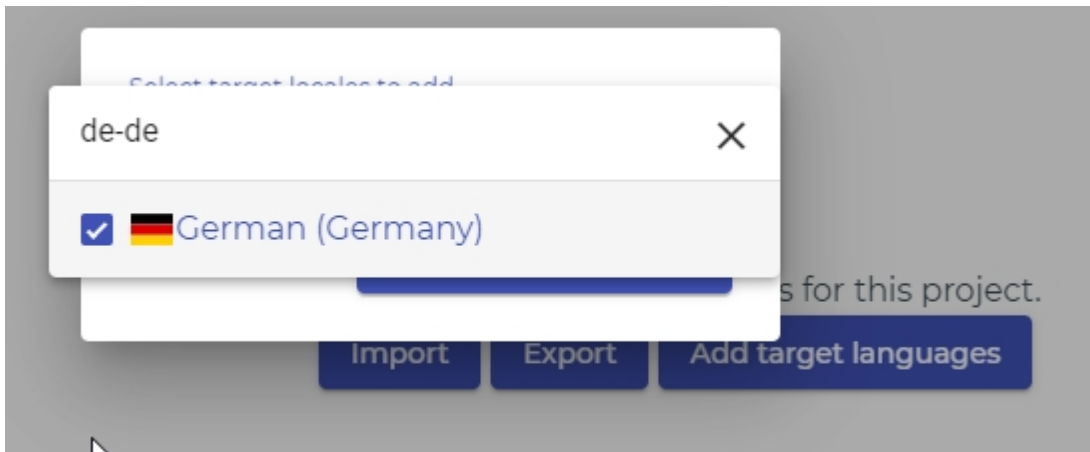 Select target locales to add
de-de
German (Germany)
s for this project.
Import Export Add target languages